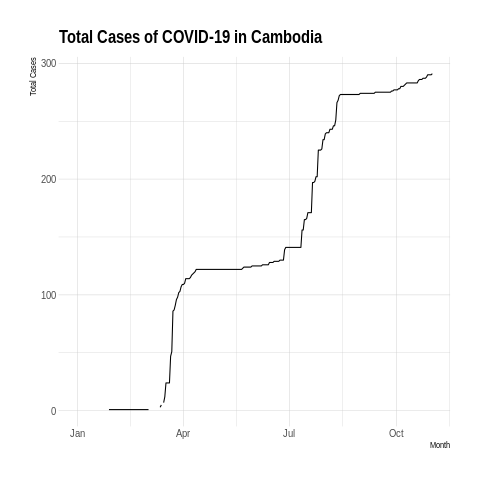 Total Cases of COVID-19 in Cambodia
Total Cases
300
200
100
0
Jan Apr Jul Oct
Month